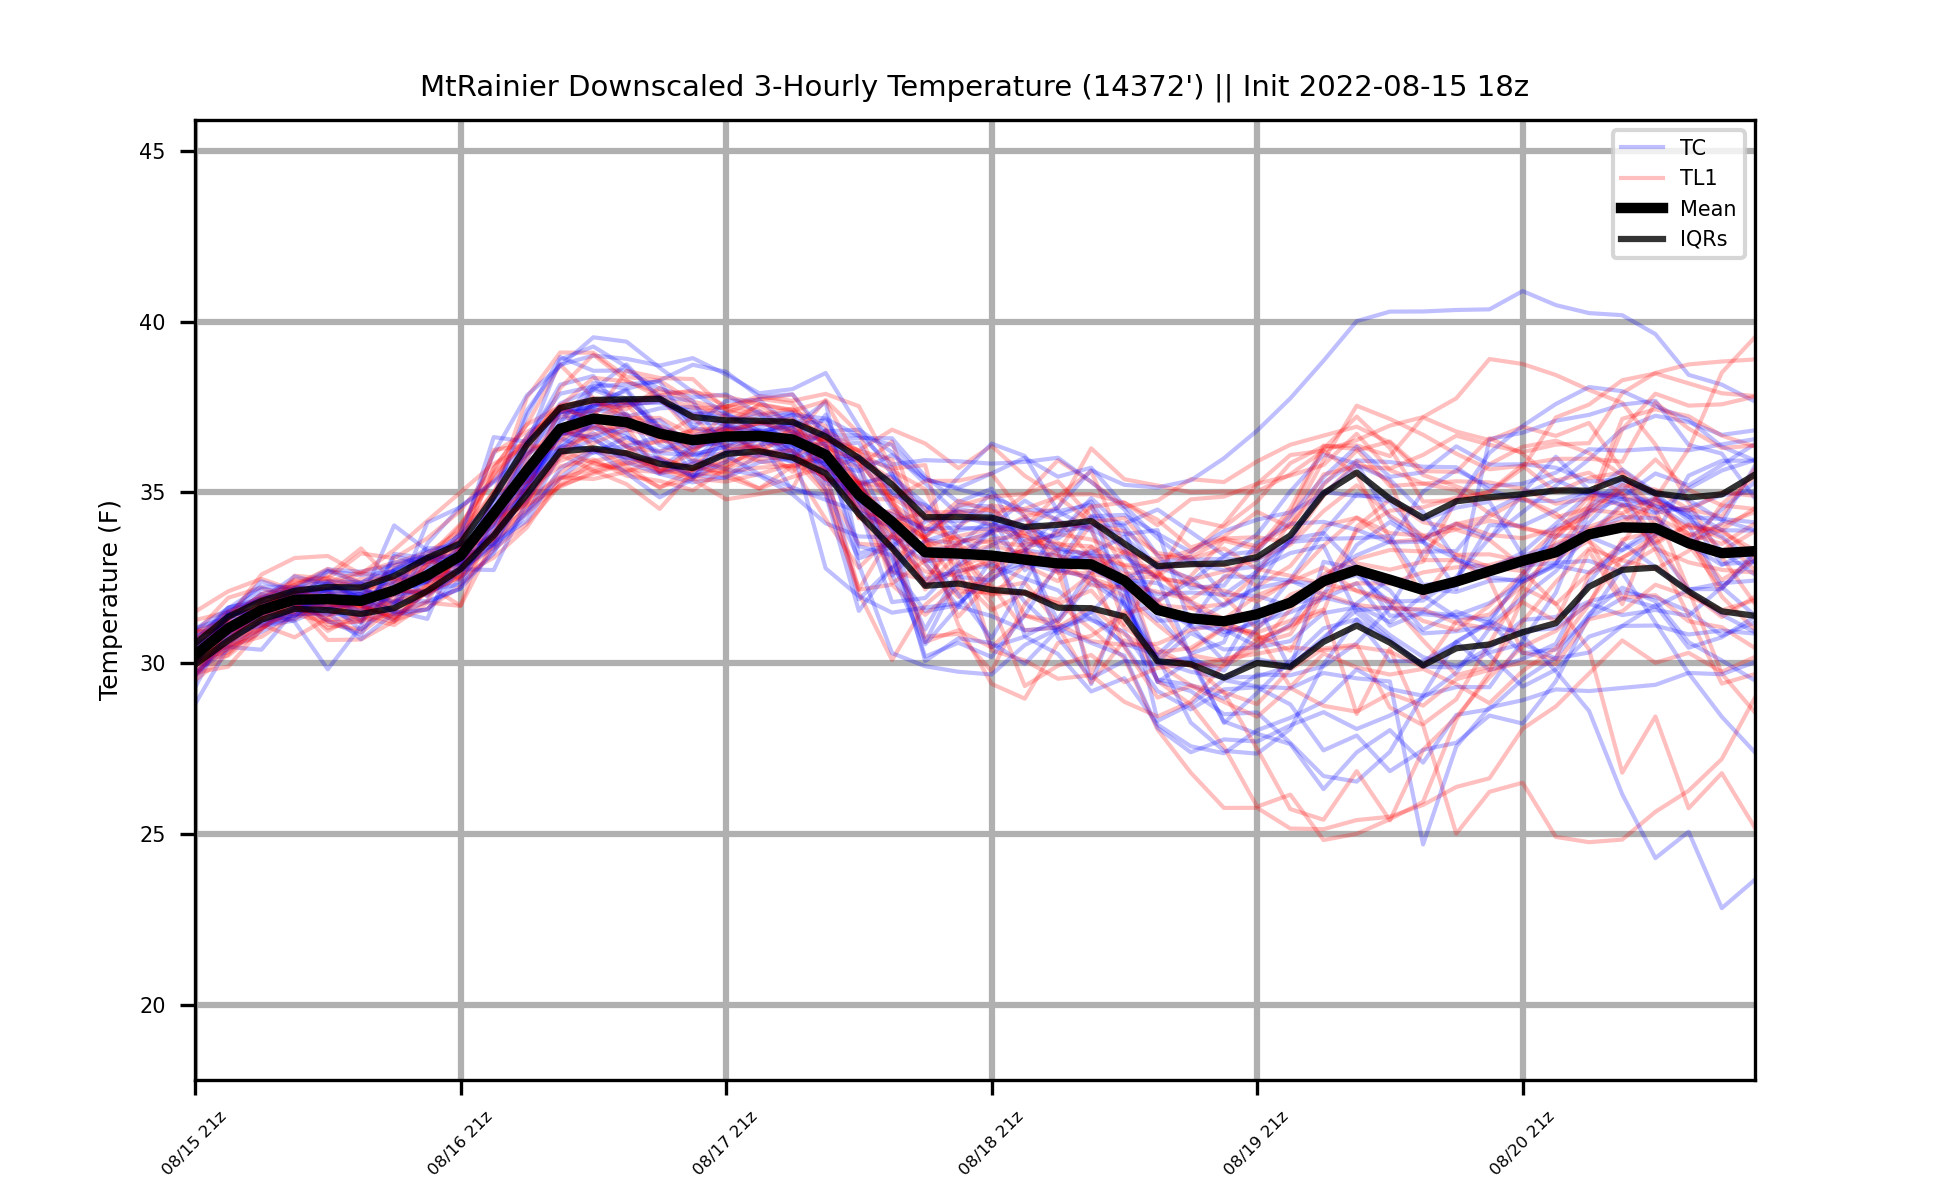 MtRainier Downscaled 3-Hourly Temperature (14372') || Init 2022-08-15 18z
TC
TL1
Mean
IQRs
Temperature (F)
45
40
35
30
25
20
08/15 21z
08/16 21z
08/17 21z
08/18 21z
08/19 21z
08/20 21z